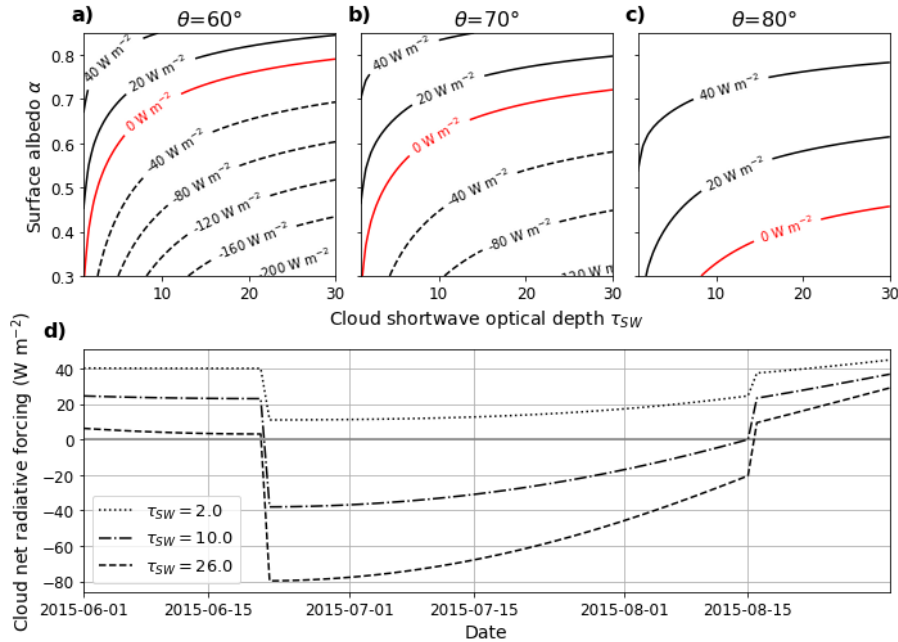 a) θ=60° b) θ=70° c) θ=80°
Surface albedo α
0.8
0.7
0.6
0.5
0.4
0.3
40 W m⁻²
20 W m⁻²
0 W m⁻²
-40 W m⁻²
-80 W m⁻²
-120 W m⁻²
-160 W m⁻²
-200 W m⁻²
10 20 30
40 W m⁻²
20 W m⁻²
0 W m⁻²
-40 W m⁻²
-80 W m⁻²
10 20 30
40 W m⁻²
20 W m⁻²
0 W m⁻²
10 20 30
Cloud shortwave optical depth τSW
d)
Cloud net radiative forcing (W m⁻²)
40
20
0
−20
−40
−60
−80
τSW = 2.0
τSW = 10.0
τSW = 26.0
2015-06-01 2015-06-15 2015-07-01 2015-07-15 2015-08-01 2015-08-15
Date